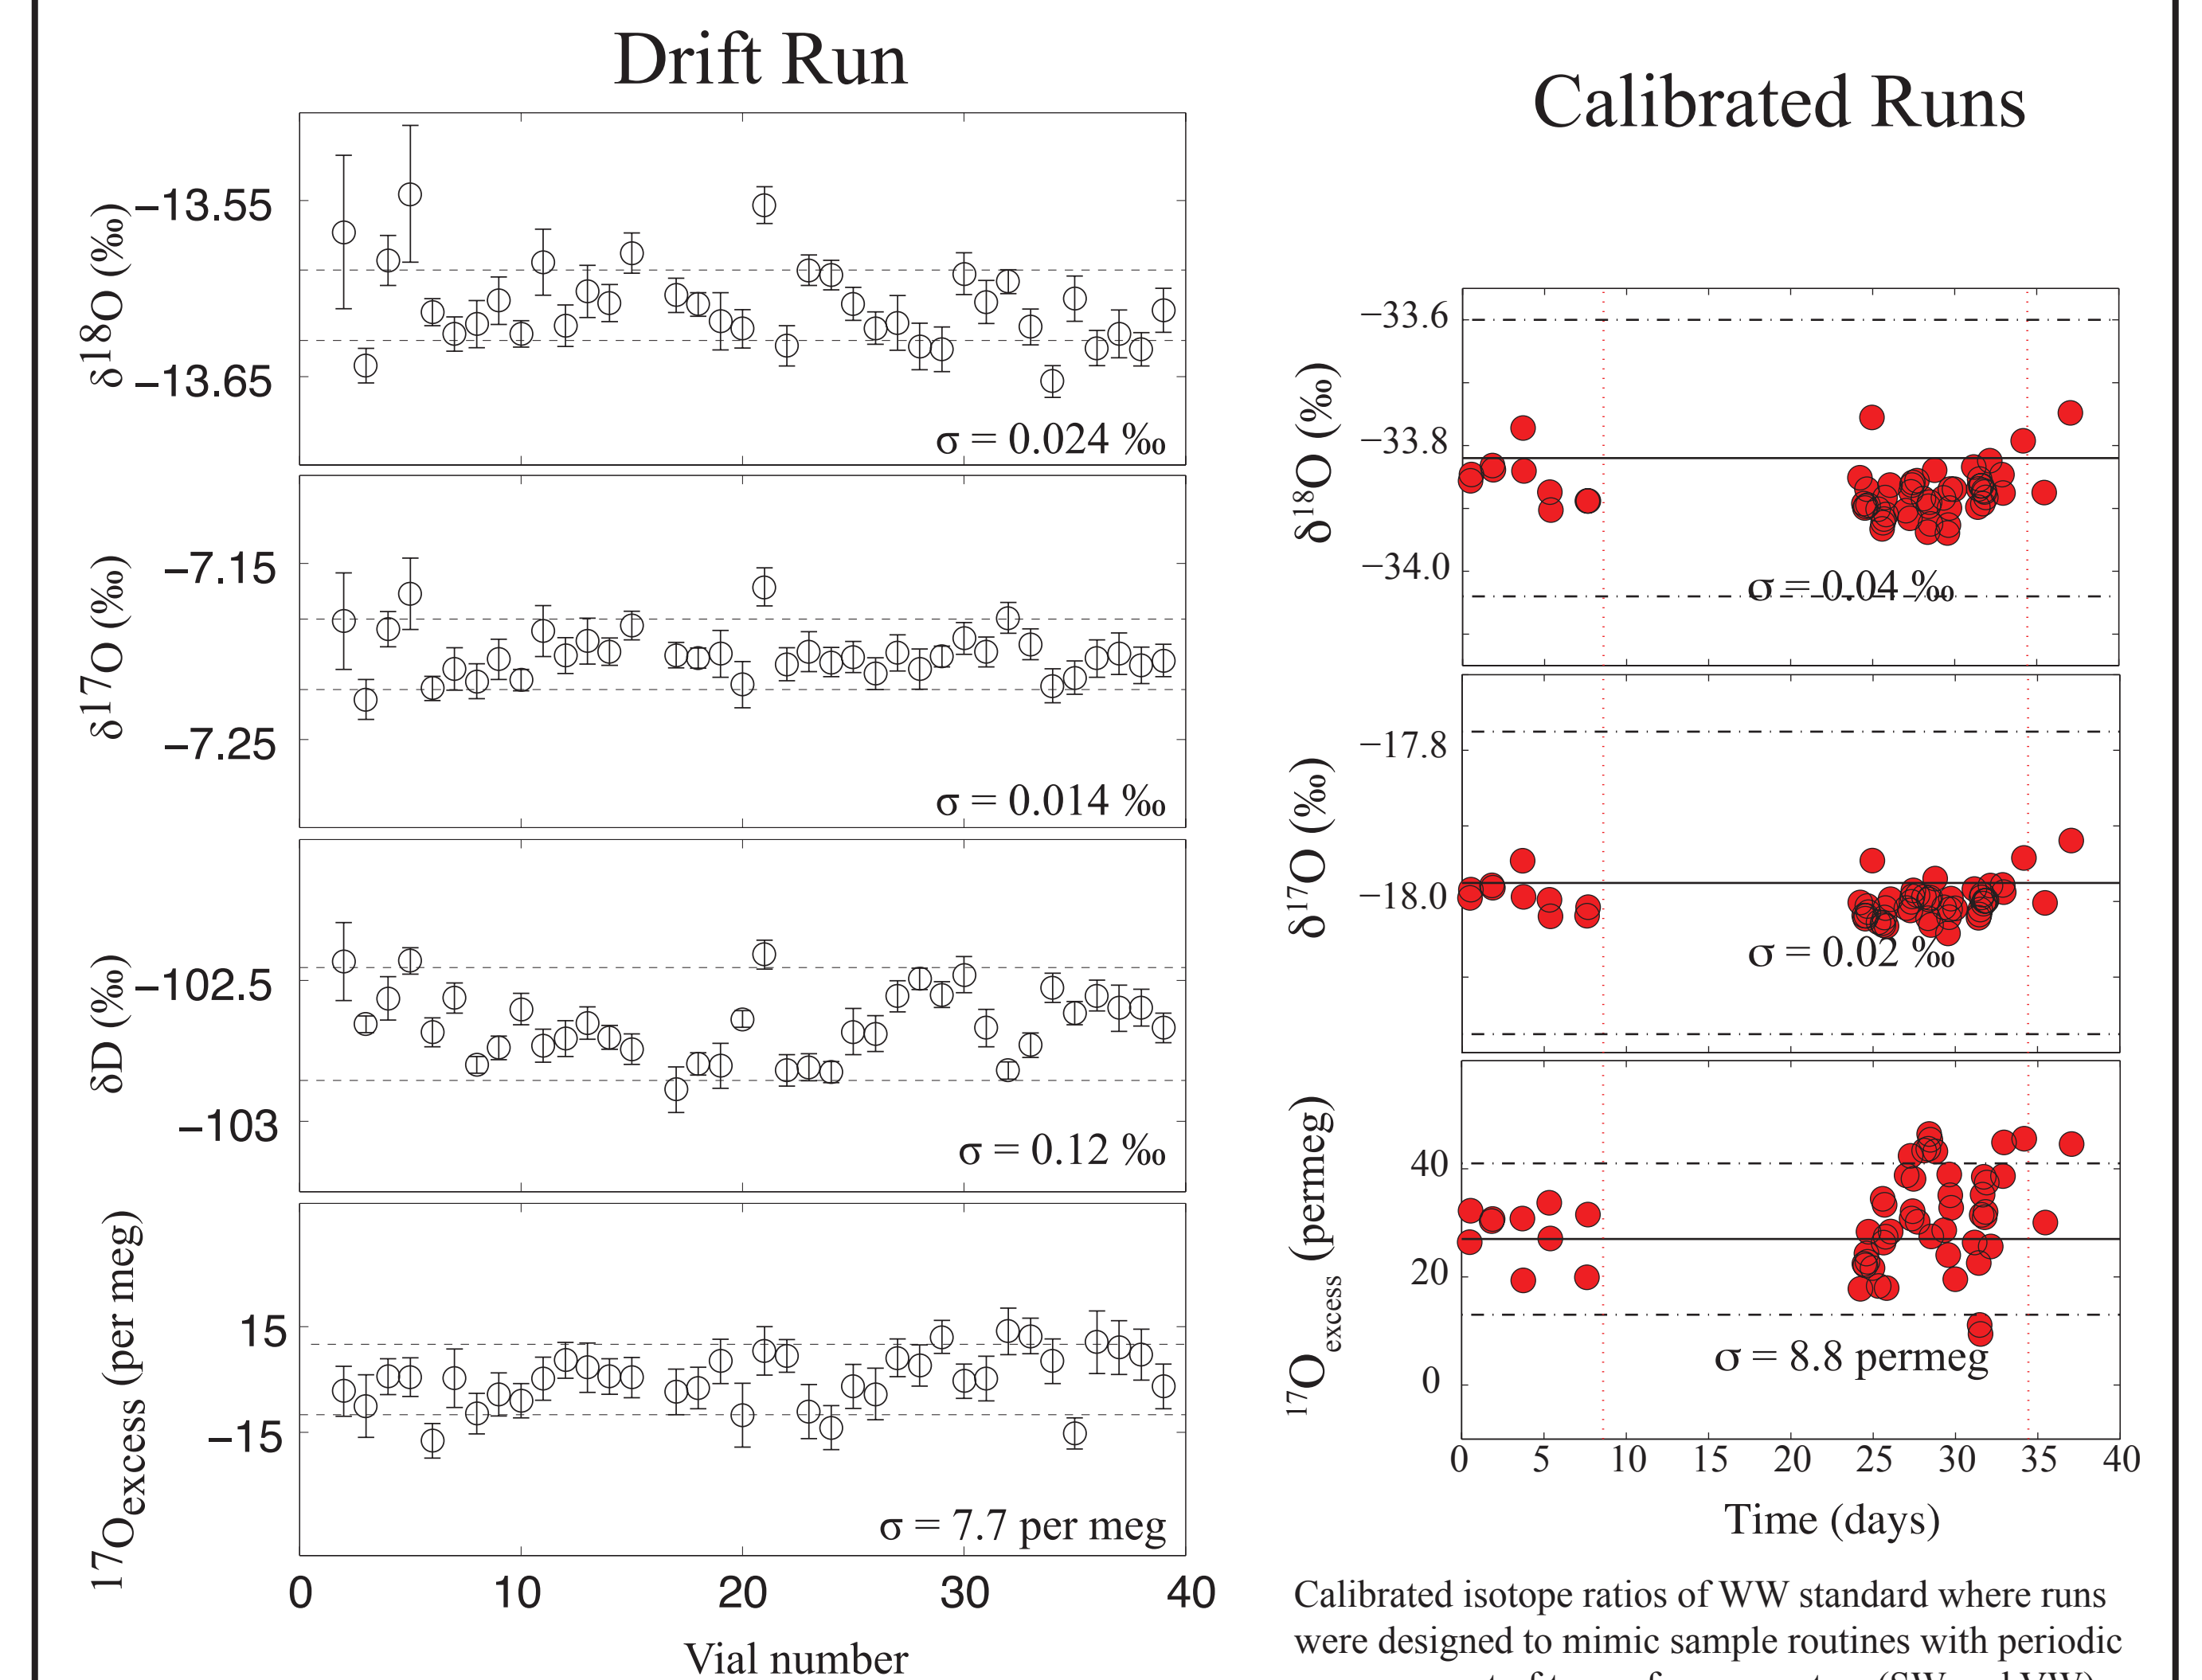 Drift Run
δ18O (‰)
−13.55
−13.65
σ = 0.024 ‰
δ17O (‰)
−7.15
−7.25
σ = 0.014 ‰
δD (‰)
−102.5
−103
σ = 0.12 ‰
17Oexcess (per meg)
15
−15
σ = 7.7 per meg
0 10 20 30 40
Vial number
Calibrated Runs
δ18O (‰)
−33.6
−33.8
−34.0
σ = 0.04 ‰
δ17O (‰)
−17.8
−18.0
σ = 0.02 ‰
17Oexcess (permeg)
40
20
0
σ = 8.8 permeg
0 5 10 15 20 25 30 35 40
Time (days)
Calibrated isotope ratios of WW standard where runs
were designed to mimic sample routines with periodic